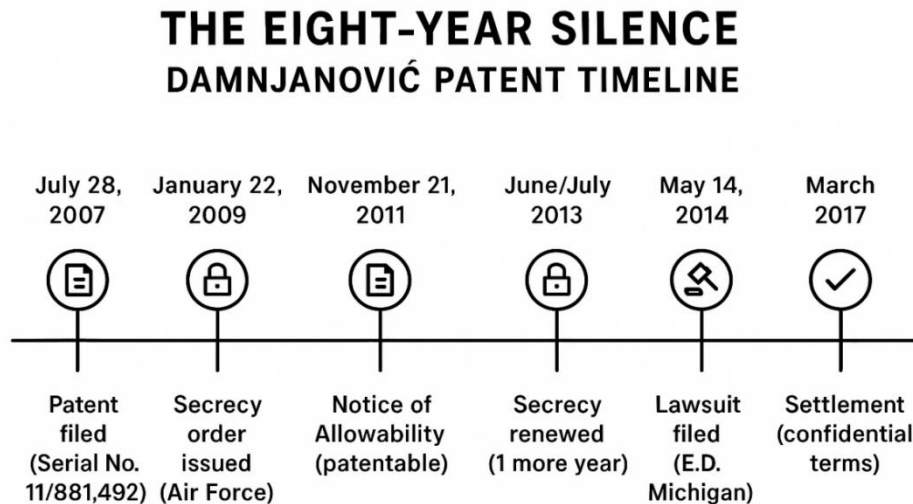 THE EIGHT-YEAR SILENCE
DAMNJANOVIĆ PATENT TIMELINE
July 28,
2007
January 22,
2009
November 21,
2011
June/July
2013
May 14,
2014
March
2017
Patent
filed
(Serial No.
11/881,492)
Secrecy
order
issued
(Air Force)
Notice of
Allowability
(patentable)
Secrecy
renewed
(1 more year)
Lawsuit
filed
(E.D.
Michigan)
Settlement
(confidential
terms)